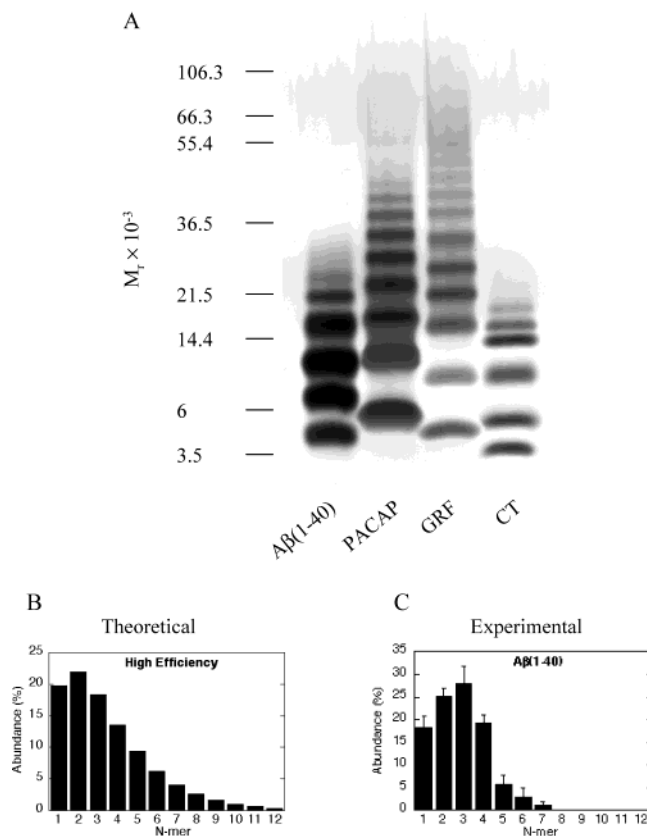 A
106.3
66.3
55.4
36.5
21.5
14.4
6
3.5
Mr × 10-3
Aβ(1-40)
PACAP
GRF
CT
B
Theoretical
High Efficiency
Abundance (%)
25
20
15
10
5
0
1 2 3 4 5 6 7 8 9 10 11 12
N-mer
C
Experimental
Aβ(1-40)
Abundance (%)
35
30
25
20
15
10
5
0
1 2 3 4 5 6 7 8 9 10 11 12
N-mer